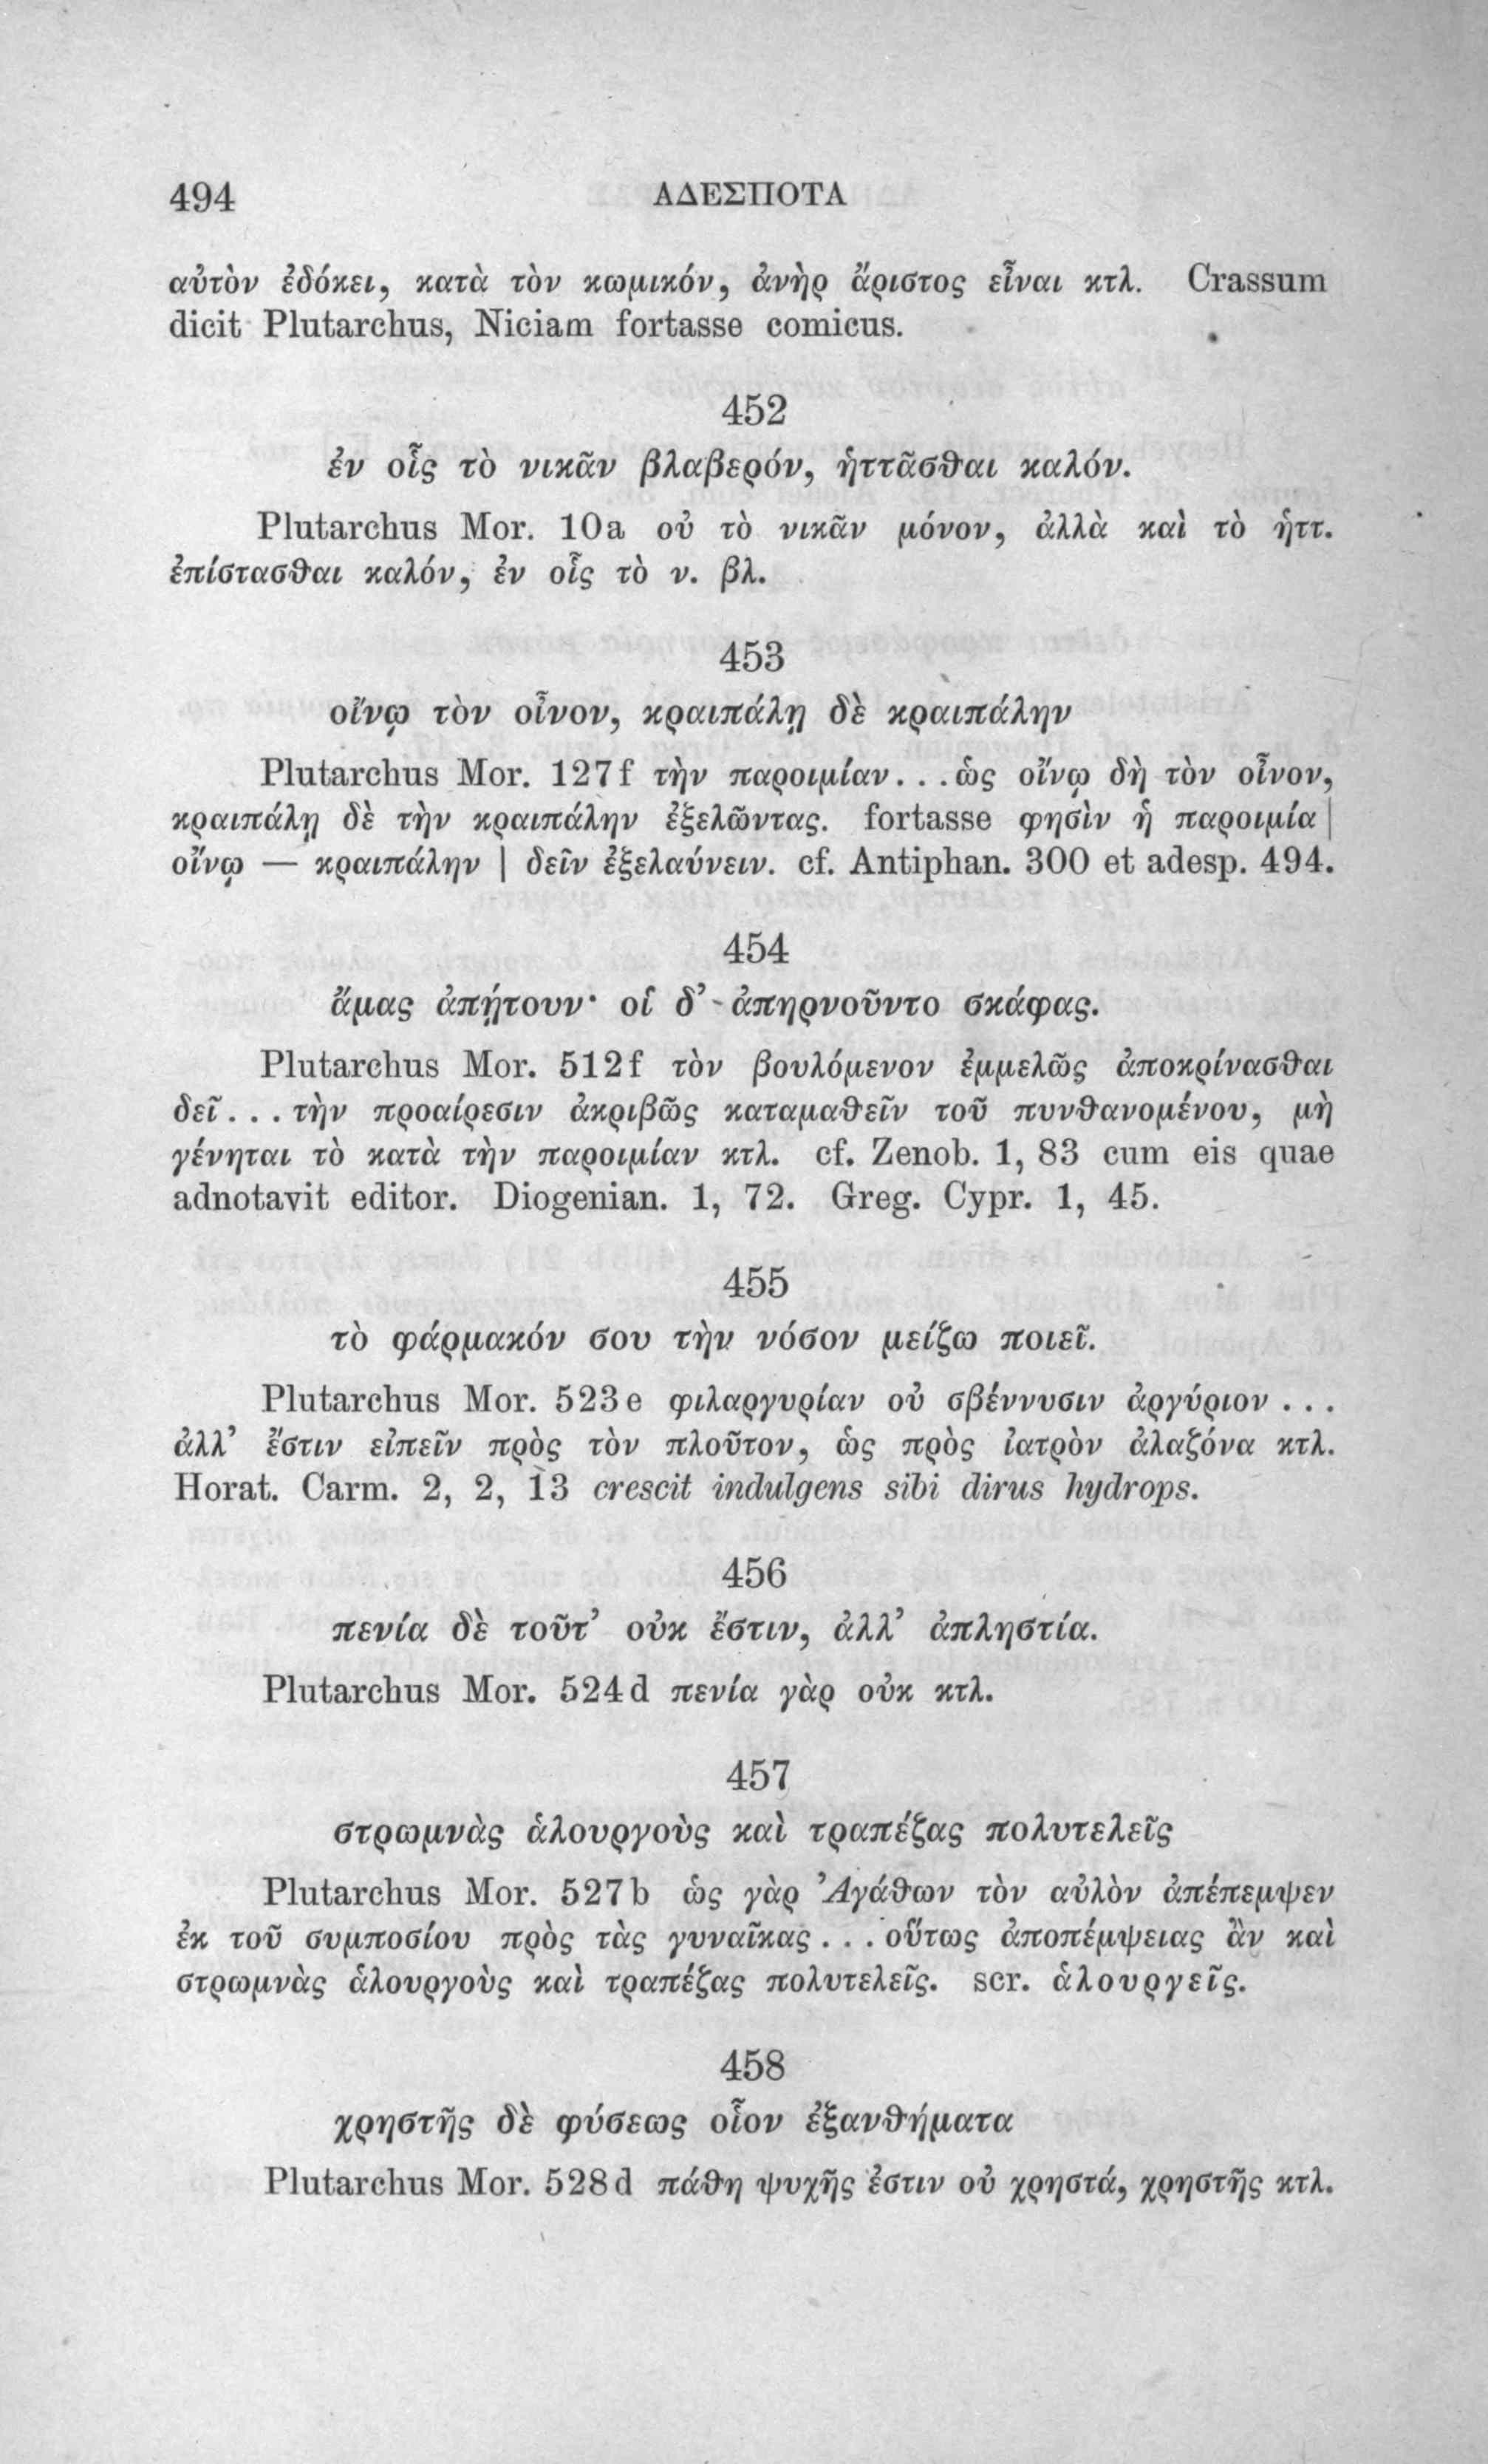 494 ΑΔΕΣΠΟΤΑ
αὐτὸν ἐδόκει, κατὰ τὸν κωμικόν, ἀνὴρ ἄριστος εἶναι κτλ. Crassum
dicit Plutarchus, Niciam fortasse comicus.
452
ἐν οἷς τὸ νικᾶν βλαβερόν, ἡττᾶσθαι καλόν.
Plutarchus Mor. 10a οὐ τὸ νικᾶν μόνον, ἀλλὰ καὶ τὸ ἡττ.
ἐπίστασθαι καλόν, ἐν οἷς τὸ ν. βλ.
453
οἴνῳ τὸν οἶνον, κραιπάλῃ δὲ κραιπάλην
Plutarchus Mor. 127f τὴν παροιμίαν... ὡς οἴνῳ δὴ τὸν οἶνον,
κραιπάλῃ δὲ τὴν κραιπάλην ἐξελῶντας. fortasse φησὶν ἡ παροιμία |
οἴνῳ — κραιπάλην | δεῖν ἐξελαύνειν. cf. Antiphan. 300 et adesp. 494.
454
ἄμας ἀπῄτουν· οἱ δ' ἀπηρνοῦντο σκάφας.
Plutarchus Mor. 512f τὸν βουλόμενον ἐμμελῶς ἀποκρίνασθαι
δεῖ... τὴν προαίρεσιν ἀκριβῶς καταμαθεῖν τοῦ πυνθανομένου, μὴ
γένηται τὸ κατὰ τὴν παροιμίαν κτλ. cf. Zenob. 1, 83 cum eis quae
adnotavit editor. Diogenian. 1, 72. Greg. Cypr. 1, 45.
455
τὸ φάρμακόν σου τὴν νόσον μείζω ποιεῖ.
Plutarchus Mor. 523e φιλαργυρίαν οὐ σβέννυσιν ἀργύριον ...
ἀλλ' ἔστιν εἰπεῖν πρὸς τὸν πλοῦτον, ὡς πρὸς ἰατρὸν ἀλαζόνα κτλ.
Horat. Carm. 2, 2, 13 crescit indulgens sibi dirus hydrops.
456
πενία δὲ τοῦτ' οὐκ ἔστιν, ἀλλ' ἀπληστία.
Plutarchus Mor. 524d πενία γὰρ οὐκ κτλ.
457
στρωμνὰς ἁλουργοὺς καὶ τραπέζας πολυτελεῖς
Plutarchus Mor. 527b ὡς γὰρ Ἀγάθων τὸν αὐλὸν ἀπέπεμψεν
ἐκ τοῦ συμποσίου πρὸς τὰς γυναῖκας... οὕτως ἀποπέμψειας ἂν καὶ
στρωμνὰς ἁλουργοὺς καὶ τραπέζας πολυτελεῖς. scr. ἁλουργεῖς.
458
χρηστῆς δὲ φύσεως οἷον ἐξανθήματα
Plutarchus Mor. 528d πάθη ψυχῆς ἐστιν οὐ χρηστά, χρηστῆς κτλ.